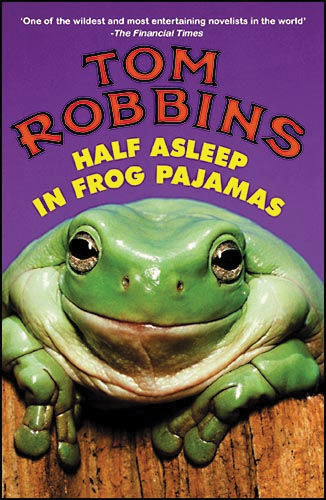 'One of the wildest and most entertaining novelists in the world'
-The Financial Times
TOM
ROBBINS
HALF ASLEEP
IN FROG PAJAMAS